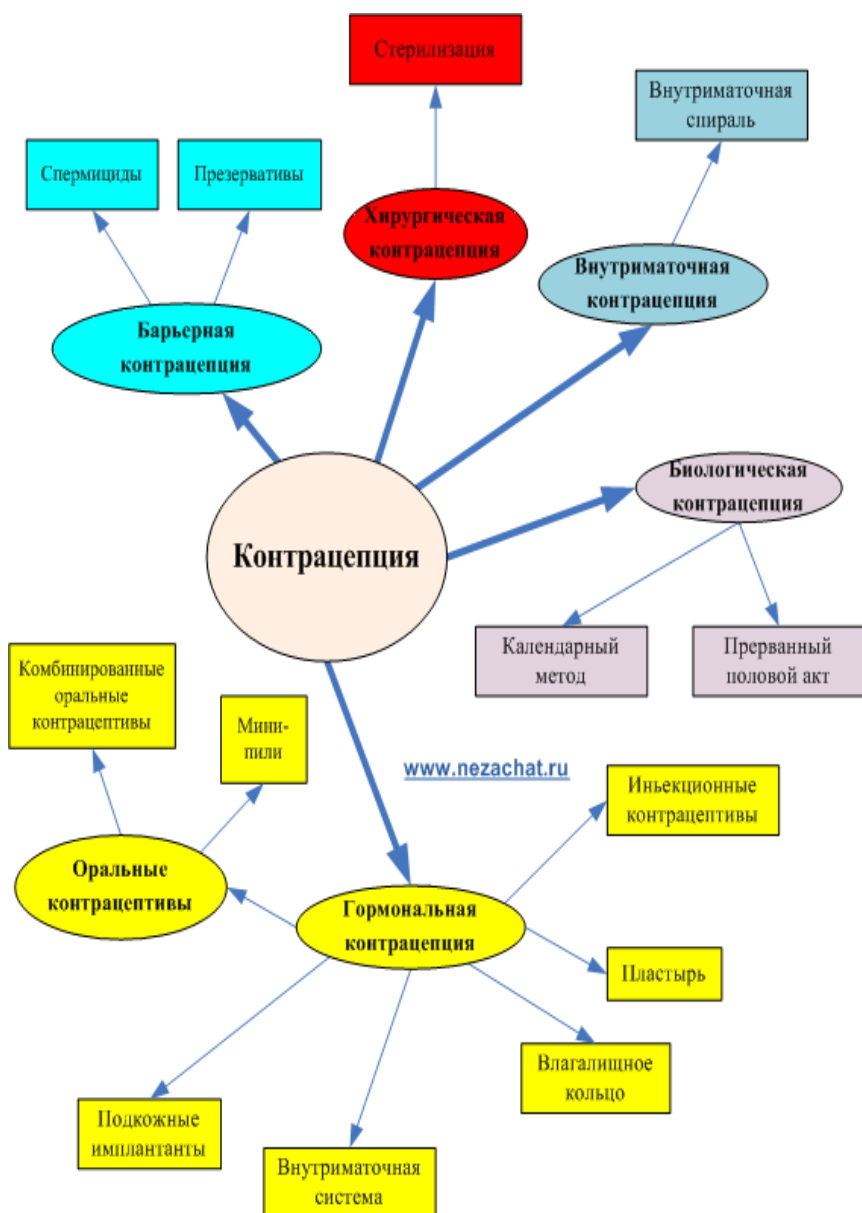 Стерилизация
Внутриматочная
спираль
Спермициды
Презервативы
Хирургическая
контрацепция
Внутриматочная
контрацепция
Барьерная
контрацепция
Биологическая
контрацепция
Контрацепция
Календарный
метод
Прерванный
половой акт
Комбинированные
оральные
контрацептивы
Мини-
пили
www.nezachat.ru
Иньекционные
контрацептивы
Оральные
контрацептивы
Гормональная
контрацепция
Пластырь
Влагалищное
кольцо
Подкожные
имплантанты
Внутриматочная
система